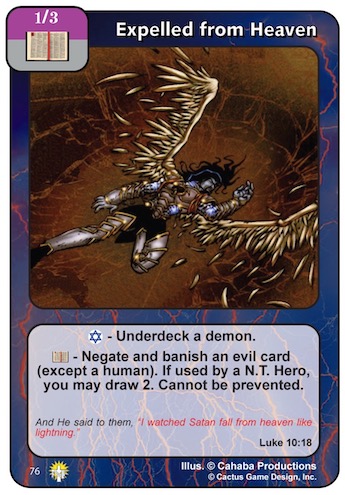 1/3
Expelled from Heaven
- Underdeck a demon.
- Negate and banish an evil card
(except a human). If used by a N.T. Hero,
you may draw 2. Cannot be prevented.
And He said to them, "I watched Satan fall from heaven like
lightning."
Luke 10:18
76
Illus. © Cahaba Productions
© Cactus Game Design, Inc.